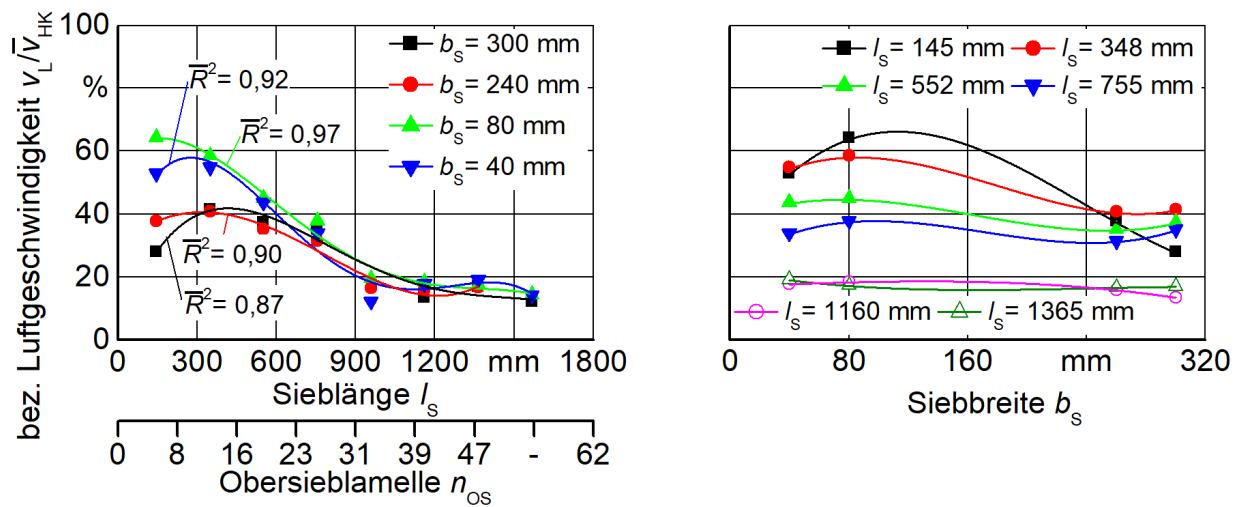 bez. Luftgeschwindigkeit v_L/v̅_HK
100
80
%
60
40
20
0
b_S = 300 mm
b_S = 240 mm
b_S = 80 mm
b_S = 40 mm
R̅² = 0,92
R̅² = 0,97
R̅² = 0,90
R̅² = 0,87
0 300 600 900 1200 mm 1800
Sieblänge l_S
0 8 16 23 31 39 47 - 62
Obersieblamelle n_OS
l_S = 145 mm l_S = 348 mm
l_S = 552 mm l_S = 755 mm
l_S = 1160 mm l_S = 1365 mm
0 80 160 mm 320
Siebbreite b_S